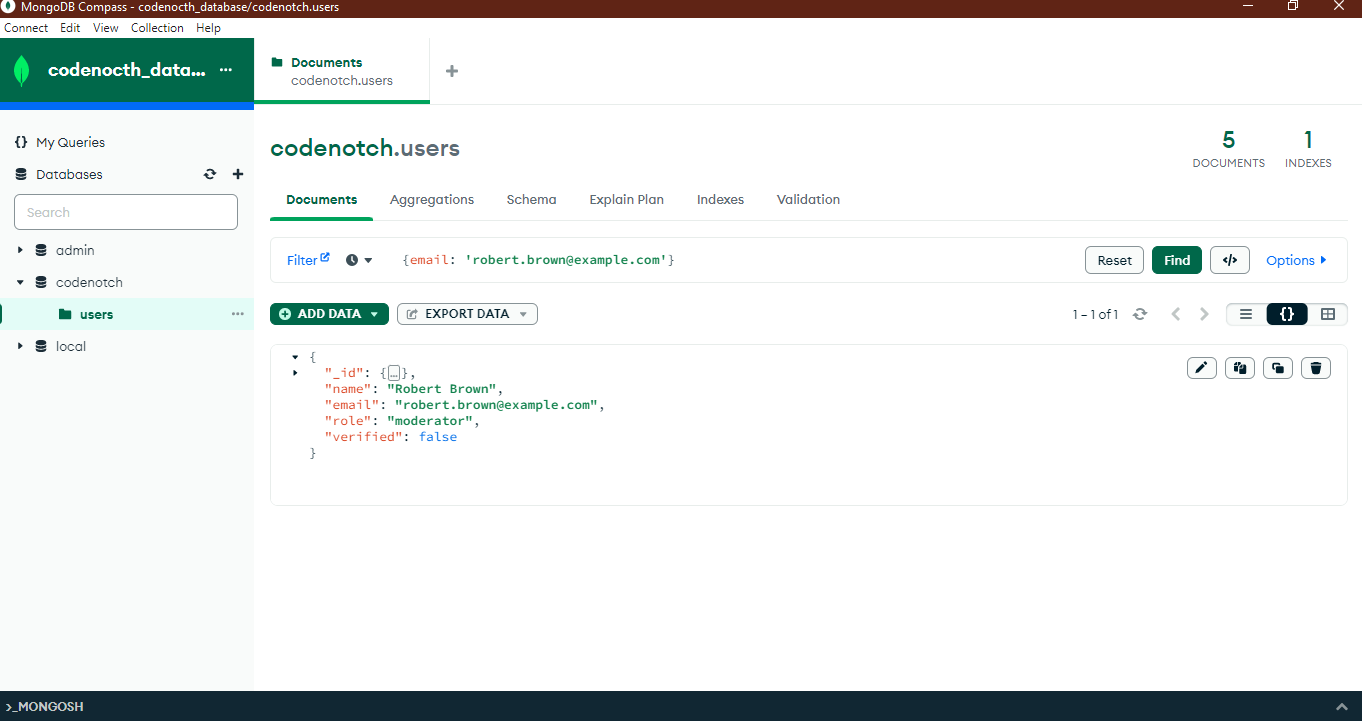 MongoDB Compass - codenocth_database/codenotch.users
Connect Edit View Collection Help
codenocth_data...
Documents
codenotch.users
My Queries
Databases
Search
admin
codenotch
users
local
codenotch.users
5
DOCUMENTS
1
INDEXES
Documents Aggregations Schema Explain Plan Indexes Validation
Filter {email: 'robert.brown@example.com'} Reset Find </> Options
ADD DATA EXPORT DATA 1 – 1 of 1 {}
{
"_id": {…},
"name": "Robert Brown",
"email": "robert.brown@example.com",
"role": "moderator",
"verified": false
}
>_MONGOSH